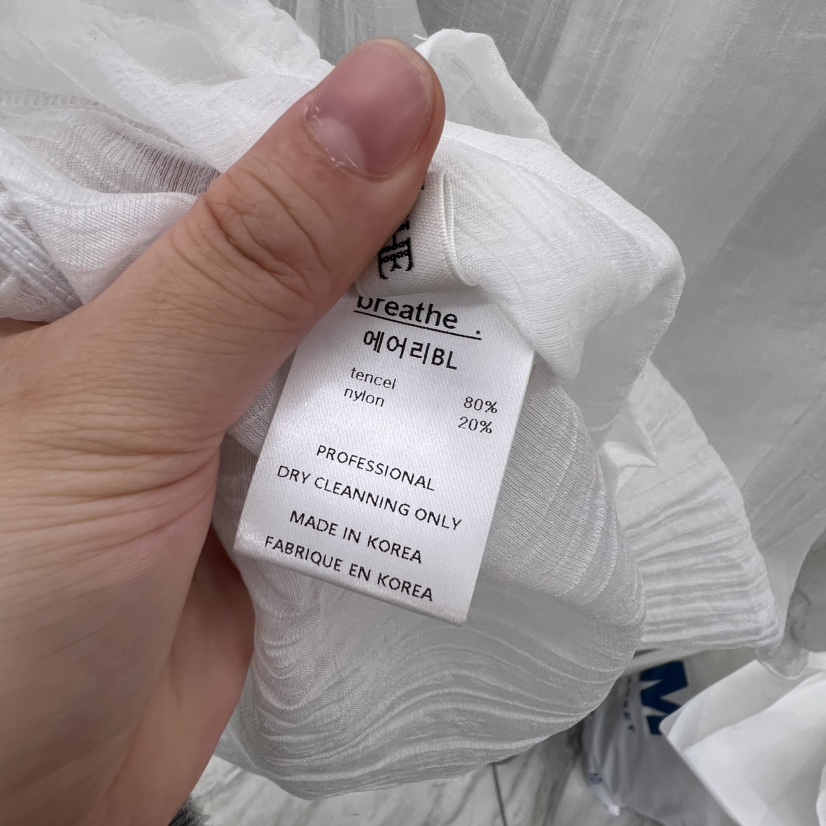 breathe .
에어리BL
tencel 80%
nylon 20%
PROFESSIONAL
DRY CLEANNING ONLY
MADE IN KOREA
FABRIQUE EN KOREA